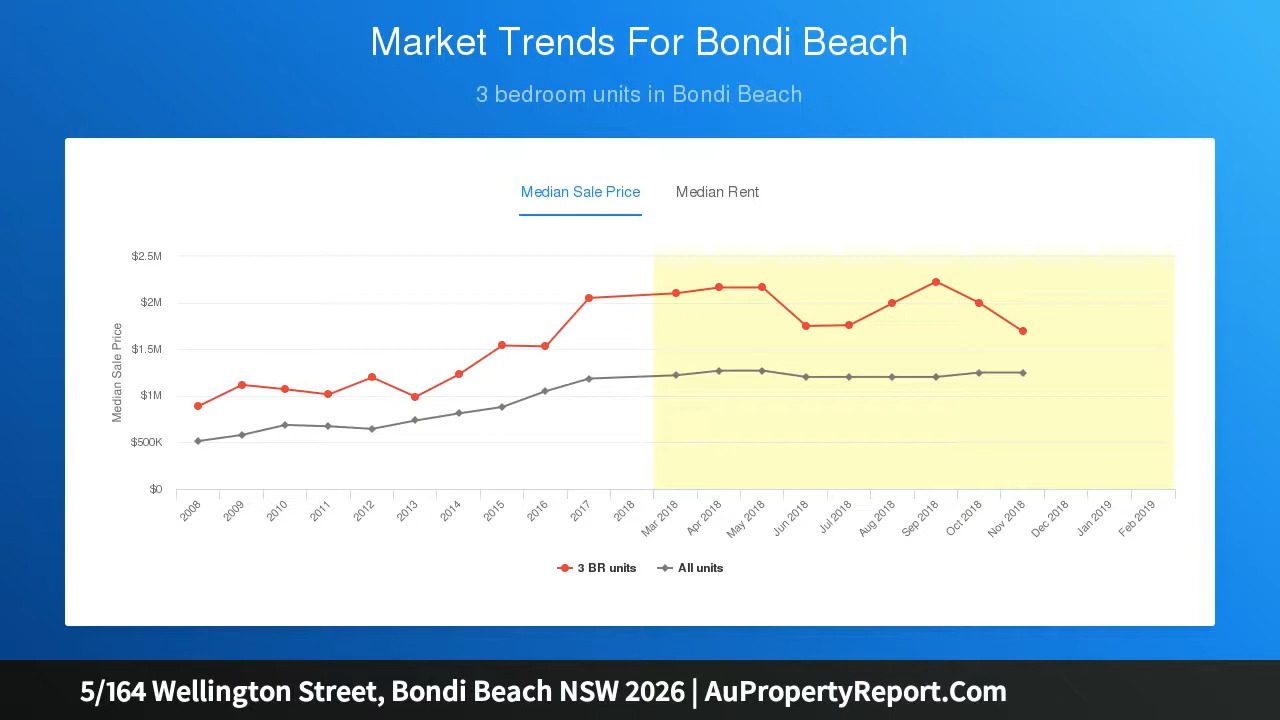 Market Trends For Bondi Beach
3 bedroom units in Bondi Beach
Median Sale Price
Median Rent
Median Sale Price
$2.5M
$2M
$1.5M
$1M
$500K
$0
2008
2009
2010
2011
2012
2013
2014
2015
2016
2017
2018
Mar 2018
Apr 2018
May 2018
Jun 2018
Jul 2018
Aug 2018
Sep 2018
Oct 2018
Nov 2018
Dec 2018
Jan 2019
Feb 2019
3 BR units
All units
5/164 Wellington Street, Bondi Beach NSW 2026 | AuPropertyReport.Com